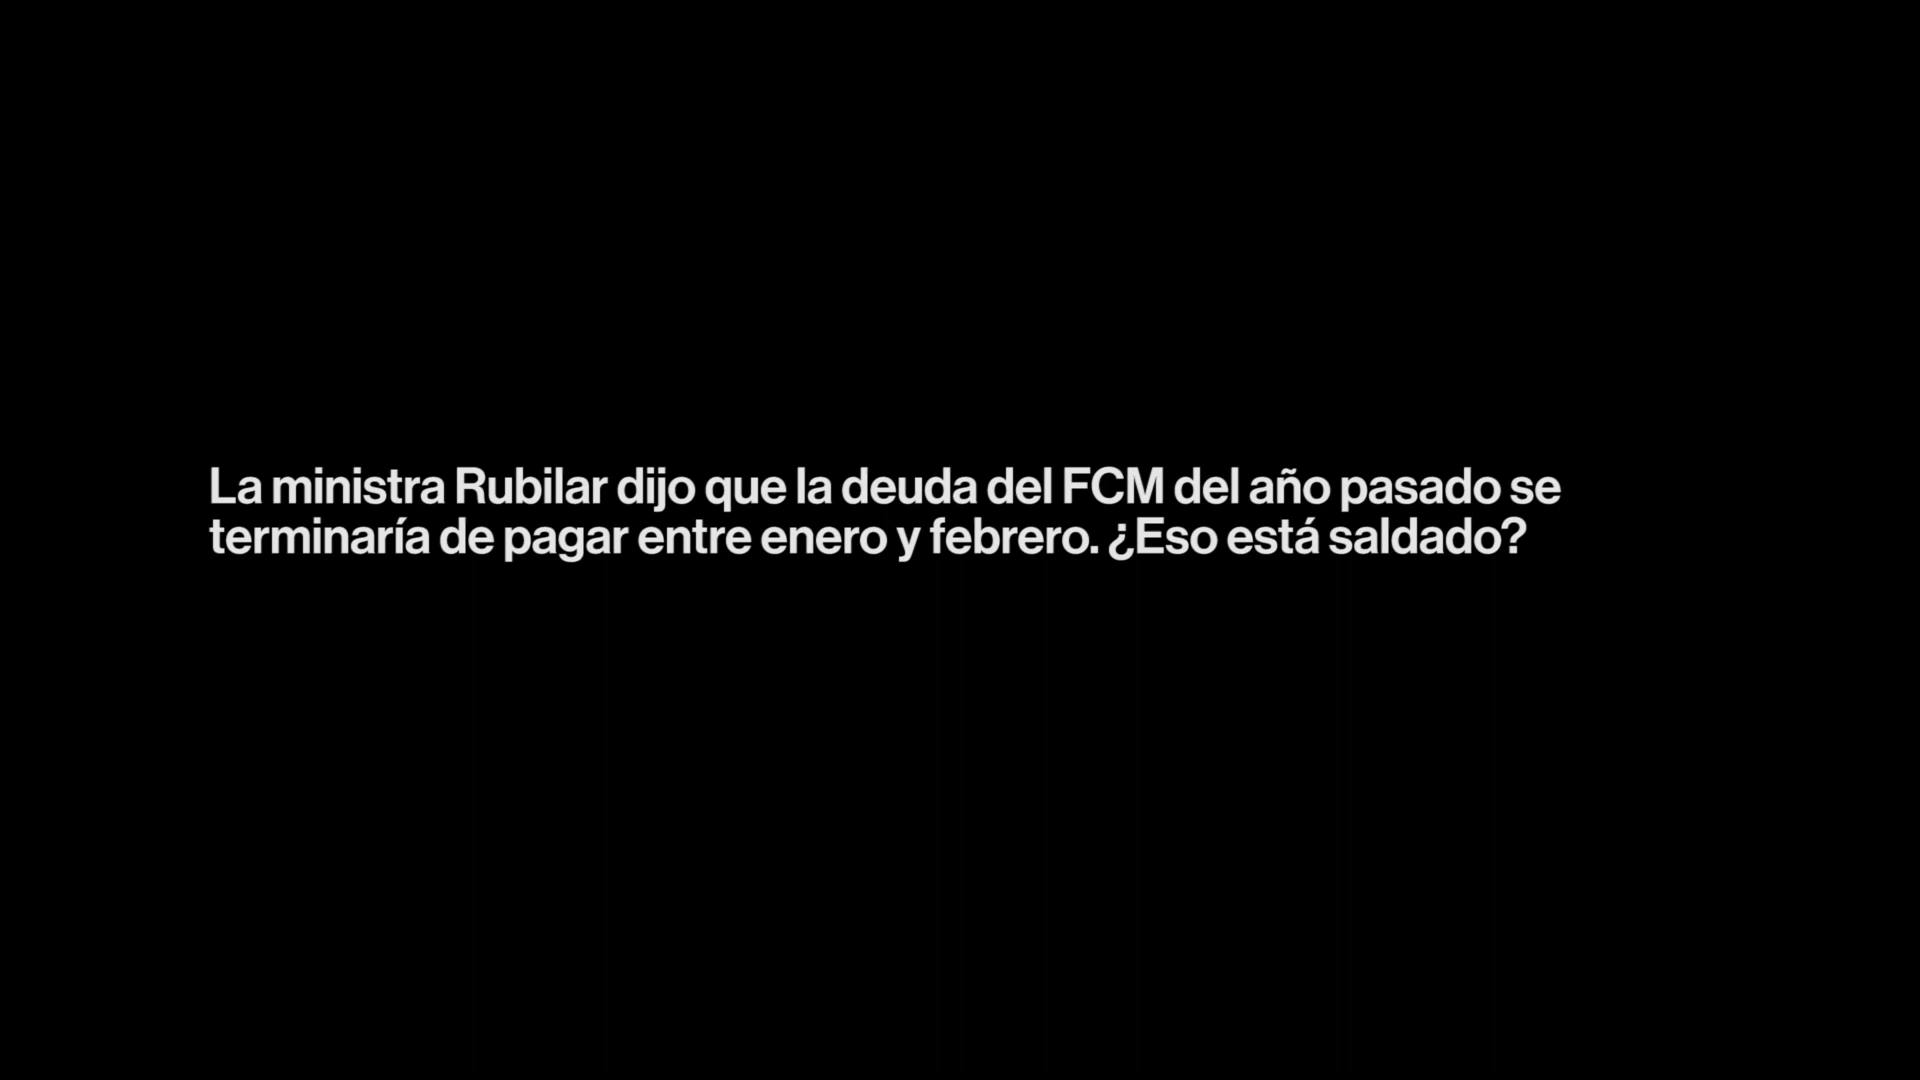 La ministra Rubilar dijo que la deuda del FCM del año pasado se
terminaría de pagar entre enero y febrero. ¿Eso está saldado?